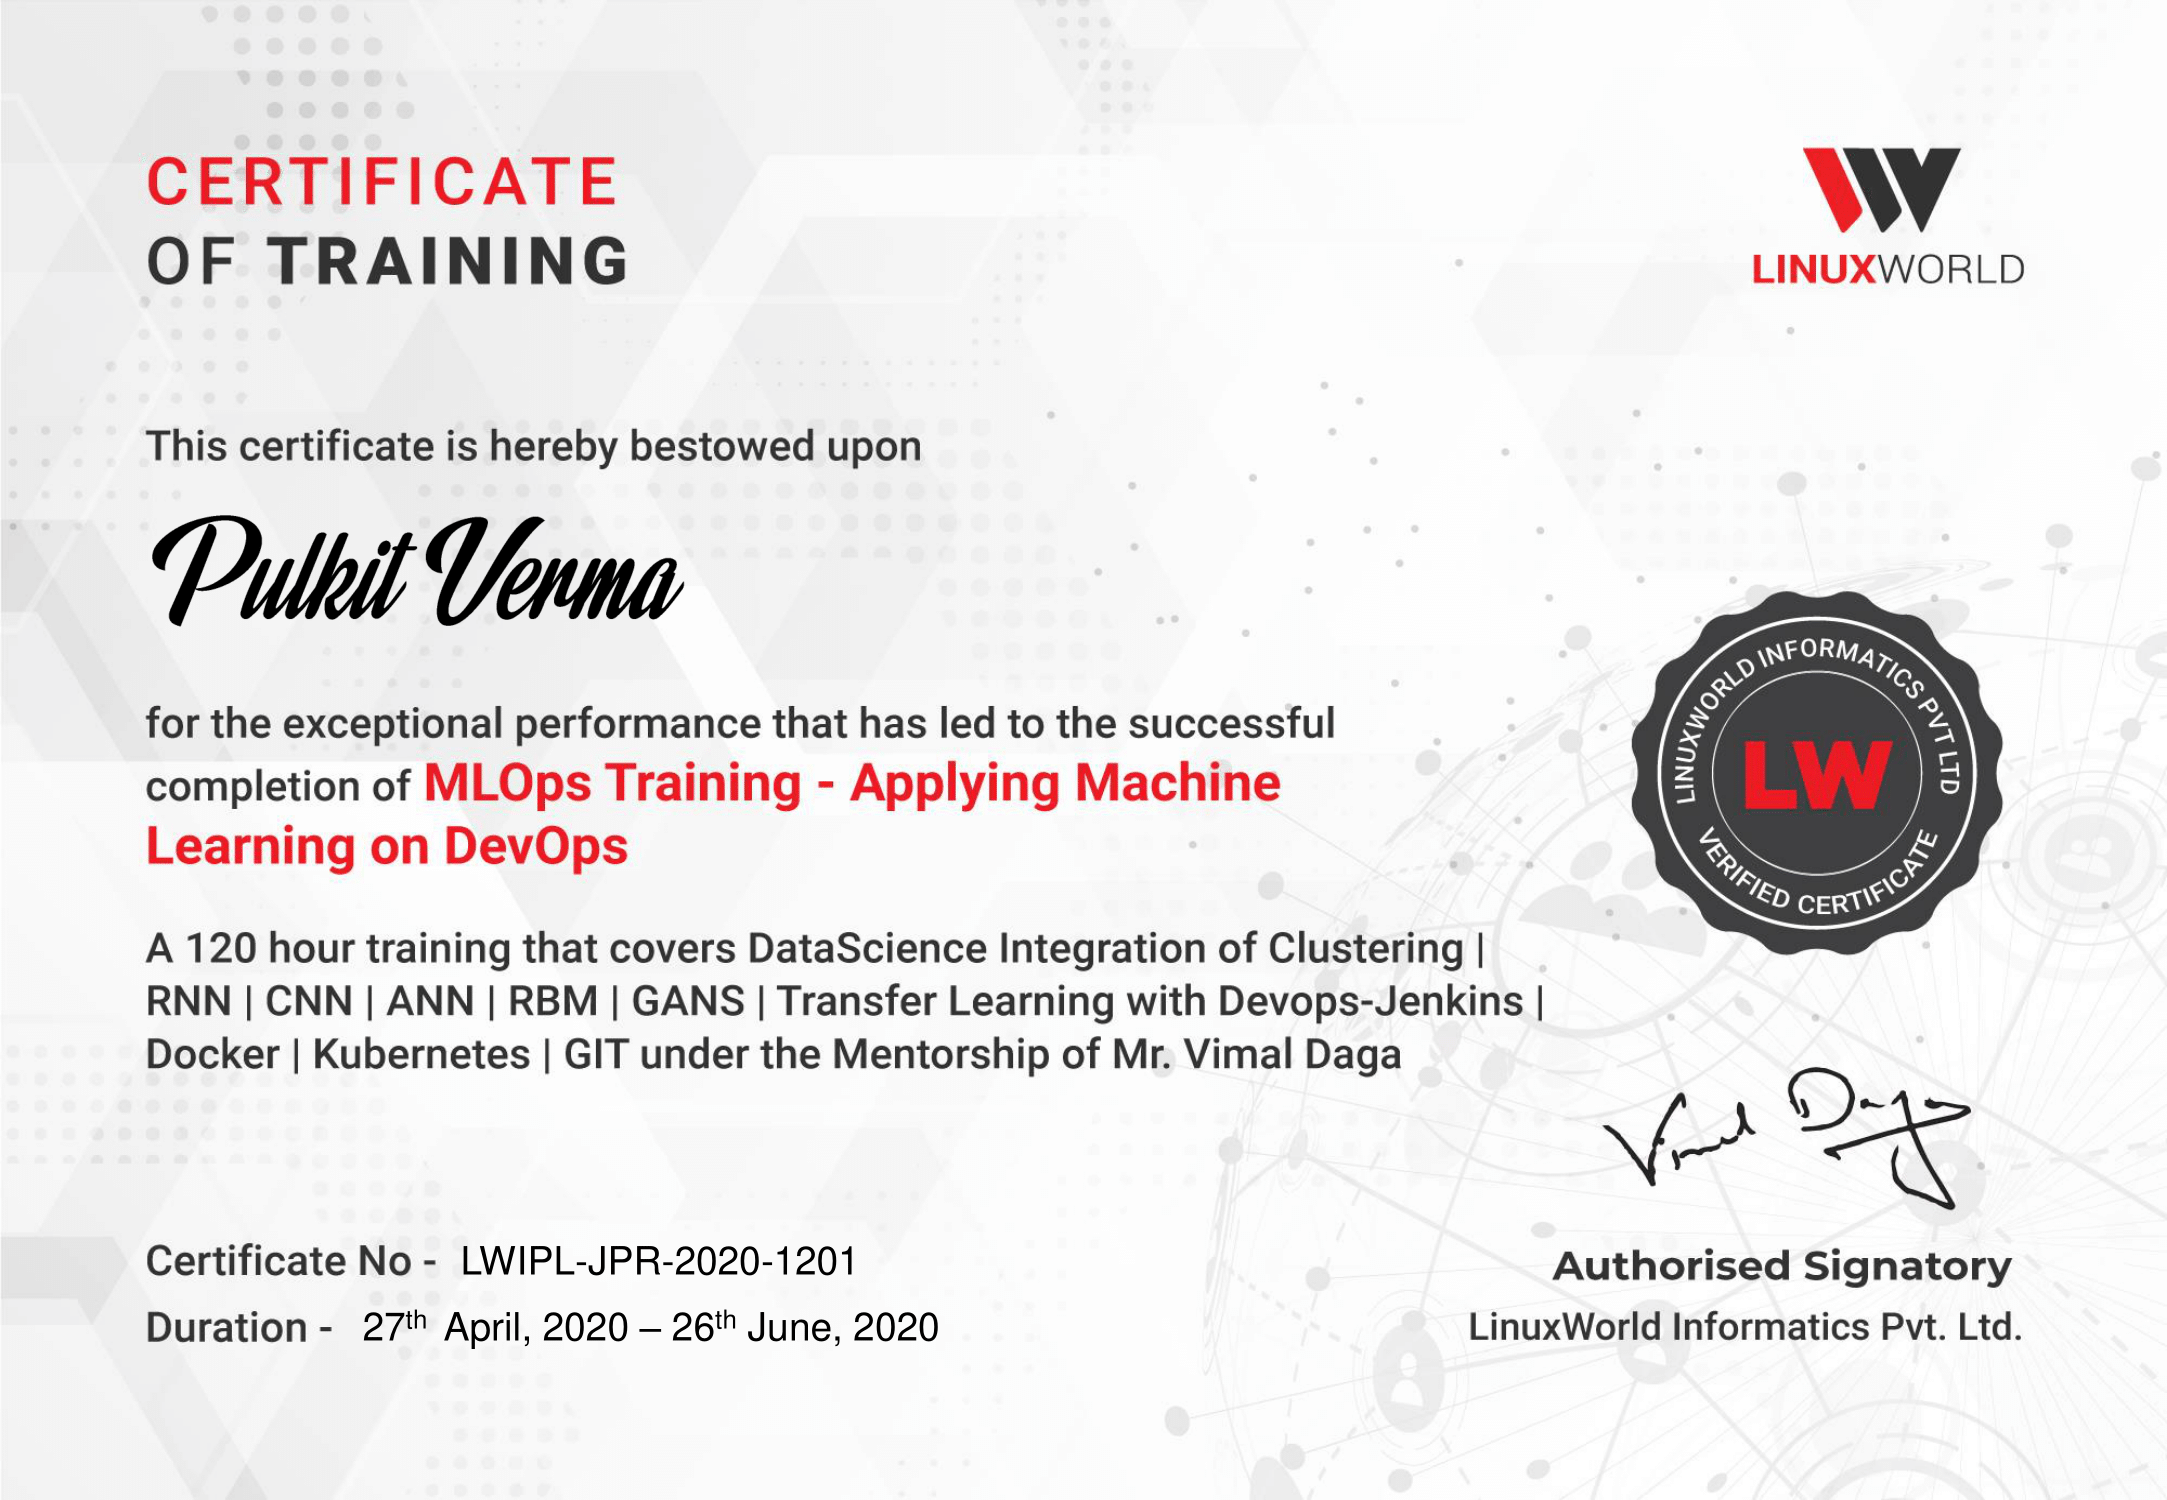 CERTIFICATE
OF TRAINING
LINUXWORLD
This certificate is hereby bestowed upon
Pulkit Verma
for the exceptional performance that has led to the successful
completion of MLOps Training - Applying Machine
Learning on DevOps
LINUXWORLD INFORMATICS PVT LTD
LW
VERIFIED CERTIFICATE
A 120 hour training that covers DataScience Integration of Clustering |
RNN | CNN | ANN | RBM | GANS | Transfer Learning with Devops-Jenkins |
Docker | Kubernetes | GIT under the Mentorship of Mr. Vimal Daga
Vimal Daga
Certificate No - LWIPL-JPR-2020-1201
Duration - 27th April, 2020 – 26th June, 2020
Authorised Signatory
LinuxWorld Informatics Pvt. Ltd.